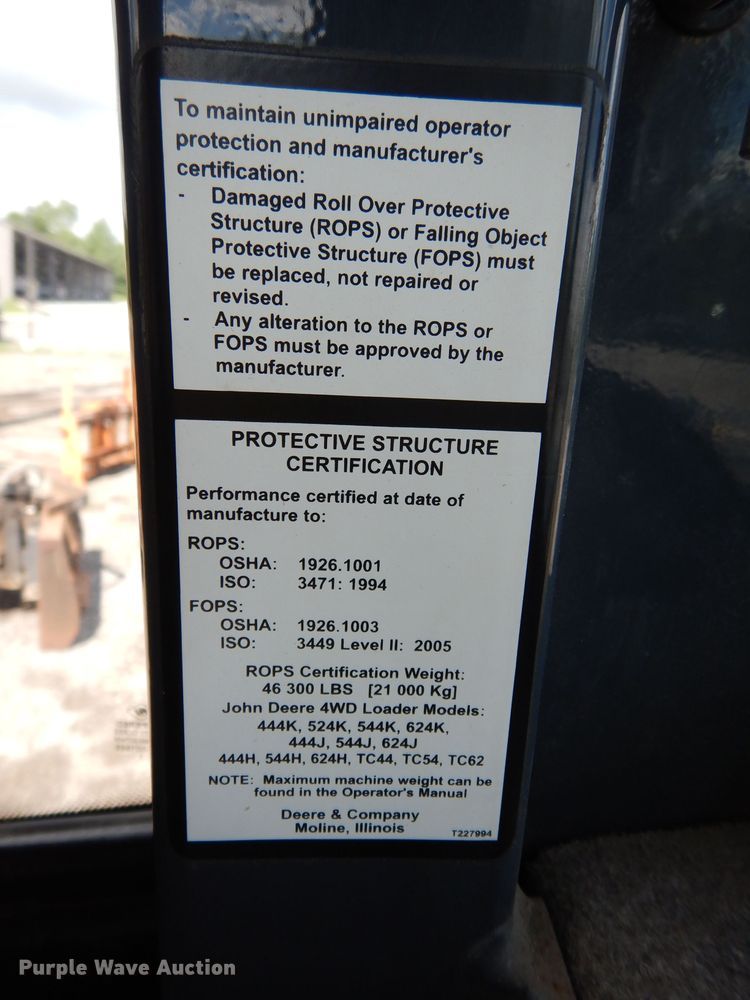 To maintain unimpaired operator
protection and manufacturer's
certification:
- Damaged Roll Over Protective
Structure (ROPS) or Falling Object
Protective Structure (FOPS) must
be replaced, not repaired or
revised.
- Any alteration to the ROPS or
FOPS must be approved by the
manufacturer.
PROTECTIVE STRUCTURE
CERTIFICATION
Performance certified at date of
manufacture to:
ROPS:
OSHA: 1926.1001
ISO: 3471: 1994
FOPS:
OSHA: 1926.1003
ISO: 3449 Level II: 2005
ROPS Certification Weight:
46 300 LBS [21 000 Kg]
John Deere 4WD Loader Models:
444K, 524K, 544K, 624K,
444J, 544J, 624J
444H, 544H, 624H, TC44, TC54, TC62
NOTE: Maximum machine weight can be
found in the Operator's Manual
Deere & Company
Moline, Illinois
T227994
Purple Wave Auction